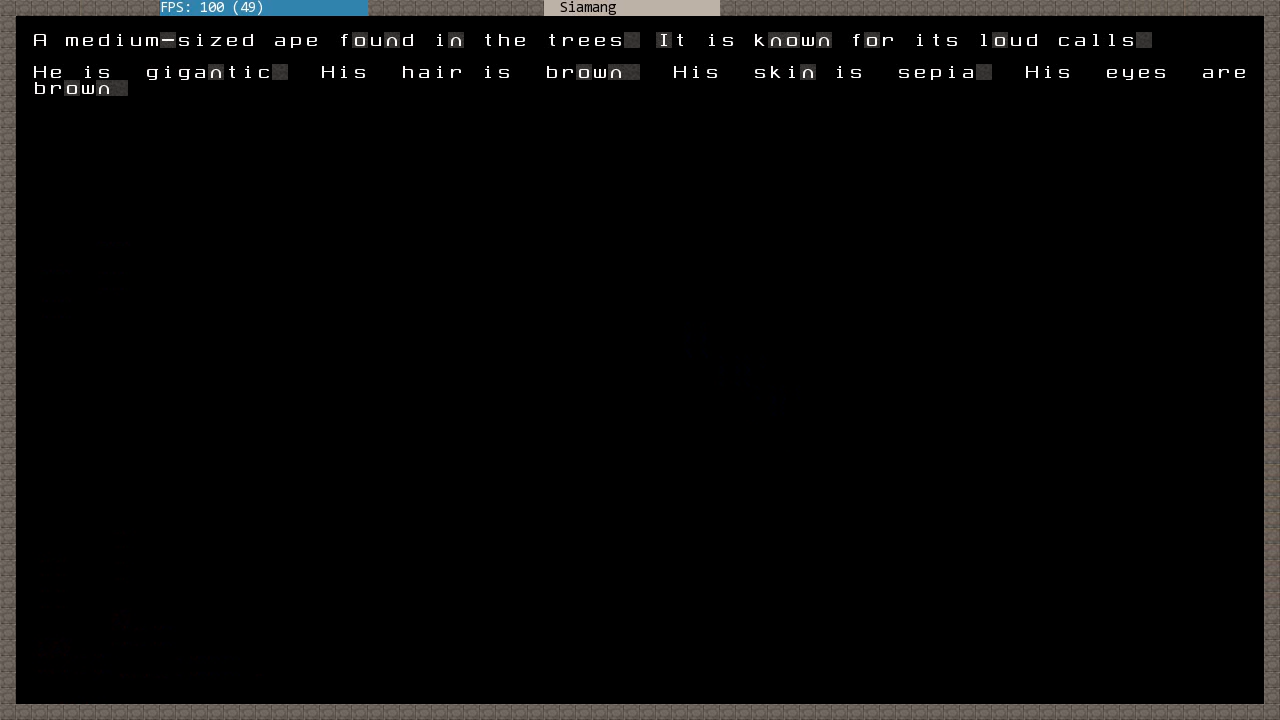 FPS: 100 (49)
Siamang
A medium-sized ape found in the trees. It is known for its loud calls.
He is gigantic. His hair is brown. His skin is sepia. His eyes are
brown.